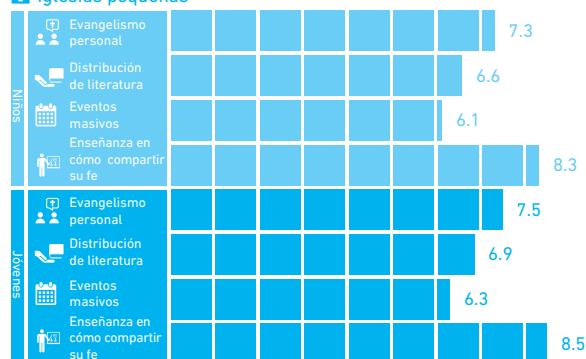 Iglesias pequeñas
Niños
Evangelismo
personal
7.3
Distribución
de literatura
6.6
Eventos
masivos
6.1
Enseñanza en
cómo compartir
su fe
8.3
Jóvenes
Evangelismo
personal
7.5
Distribución
de literatura
6.9
Eventos
masivos
6.3
Enseñanza en
cómo compartir
su fe
8.5